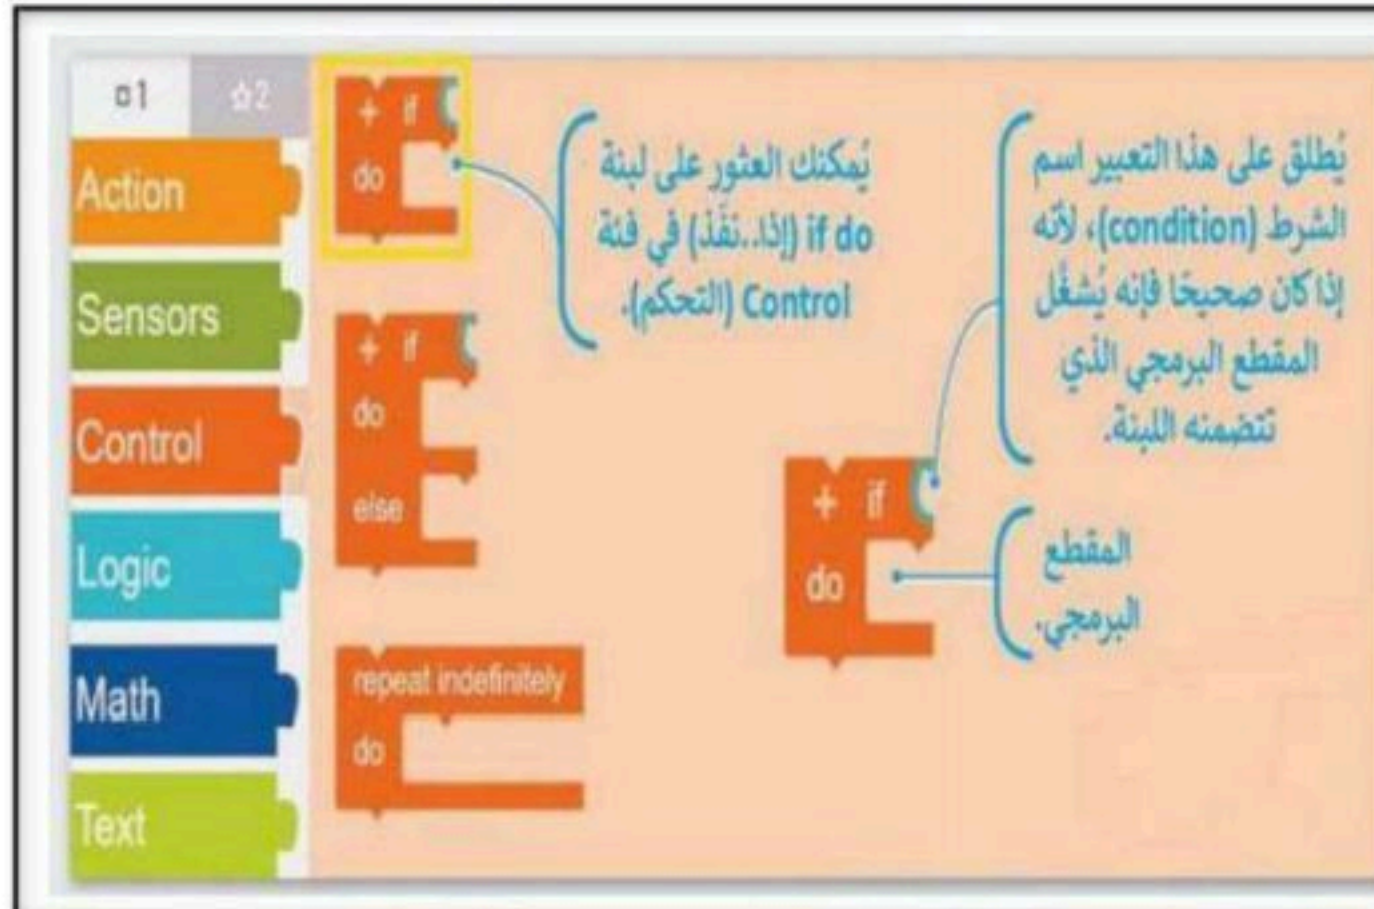 1 2
Action
Sensors
Control
Logic
Math
Text
+ if
do
+ if
do
else
repeat indefinitely
do
يُمكنك العثور على لبنة
if do (إذا..نفّذ) في فئة
Control (التحكم).
يُطلق على هذا التعبير اسم
الشرط (condition)، لأنه
إذا كان صحيحًا فإنه يُشغّل
المقطع البرمجي الذي
تتضمنه اللبنة.
+ if
do
المقطع
البرمجي.